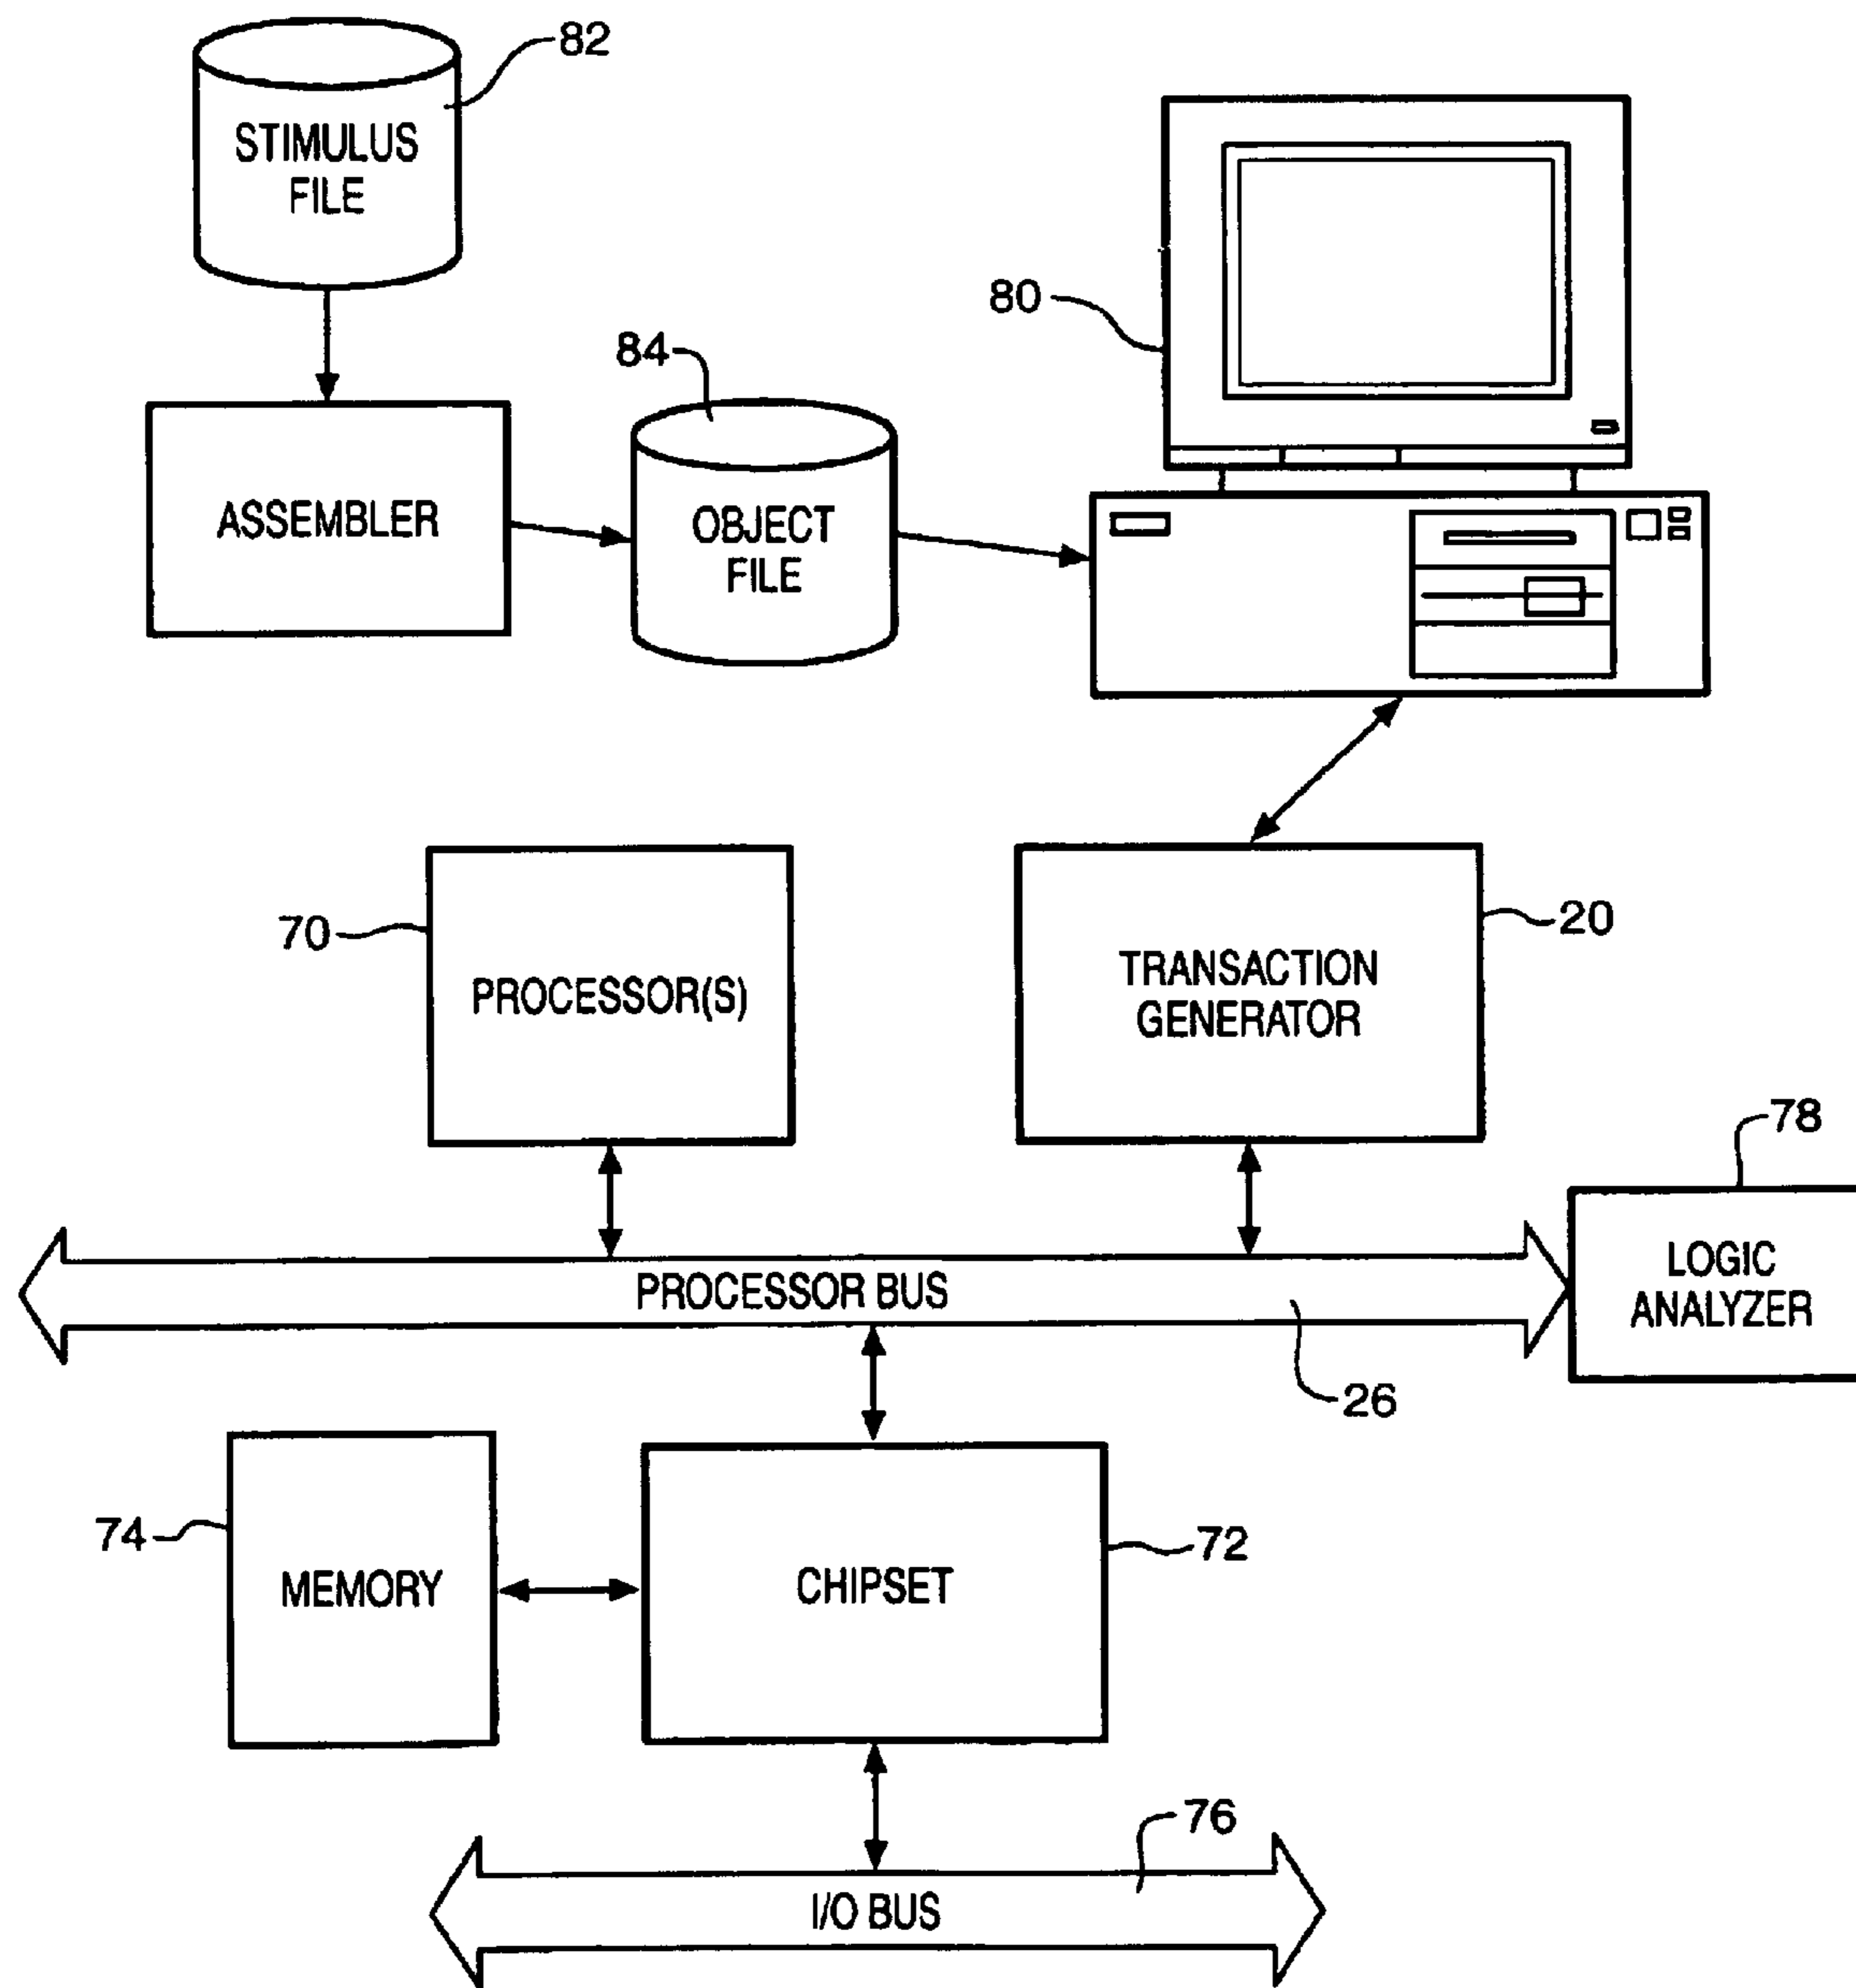 82
STIMULUS
FILE
80
84
ASSEMBLER
OBJECT
FILE
70
PROCESSOR(S)
20
TRANSACTION
GENERATOR
78
LOGIC
ANALYZER
PROCESSOR BUS
26
74
MEMORY
72
CHIPSET
76
I/O BUS